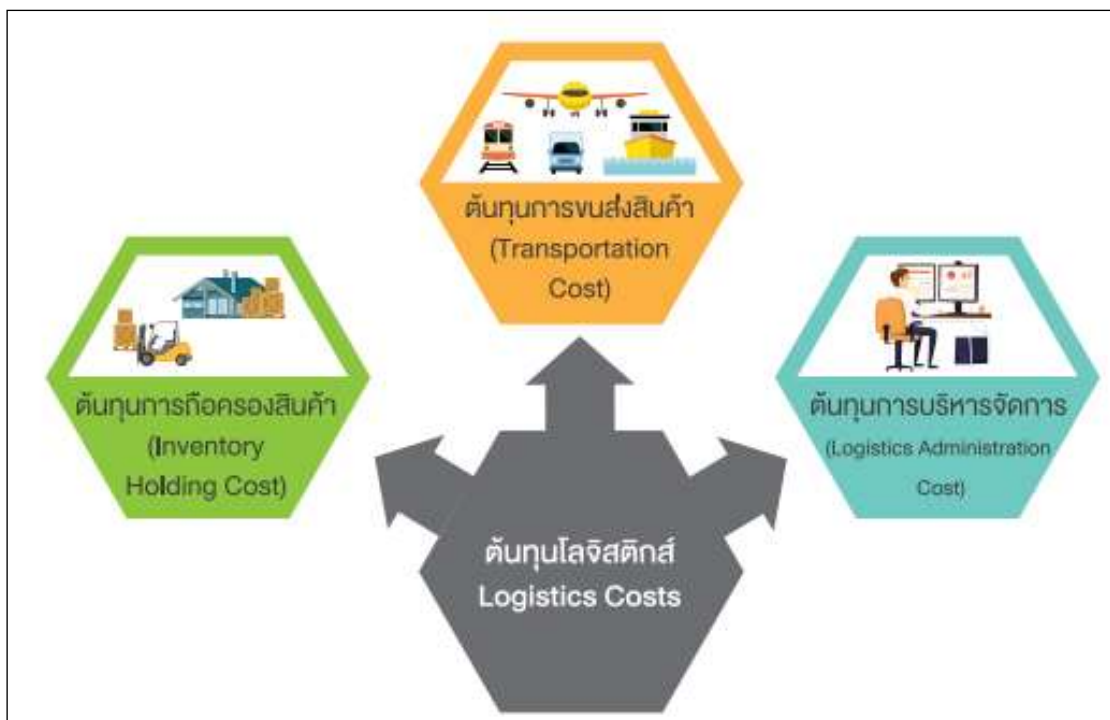 ต้นทุนการขนส่งสินค้า
(Transportation
Cost)
ต้นทุนการถือครองสินค้า
(Inventory
Holding Cost)
ต้นทุนการบริหารจัดการ
(Logistics Administration
Cost)
ต้นทุนโลจิสติกส์
Logistics Costs